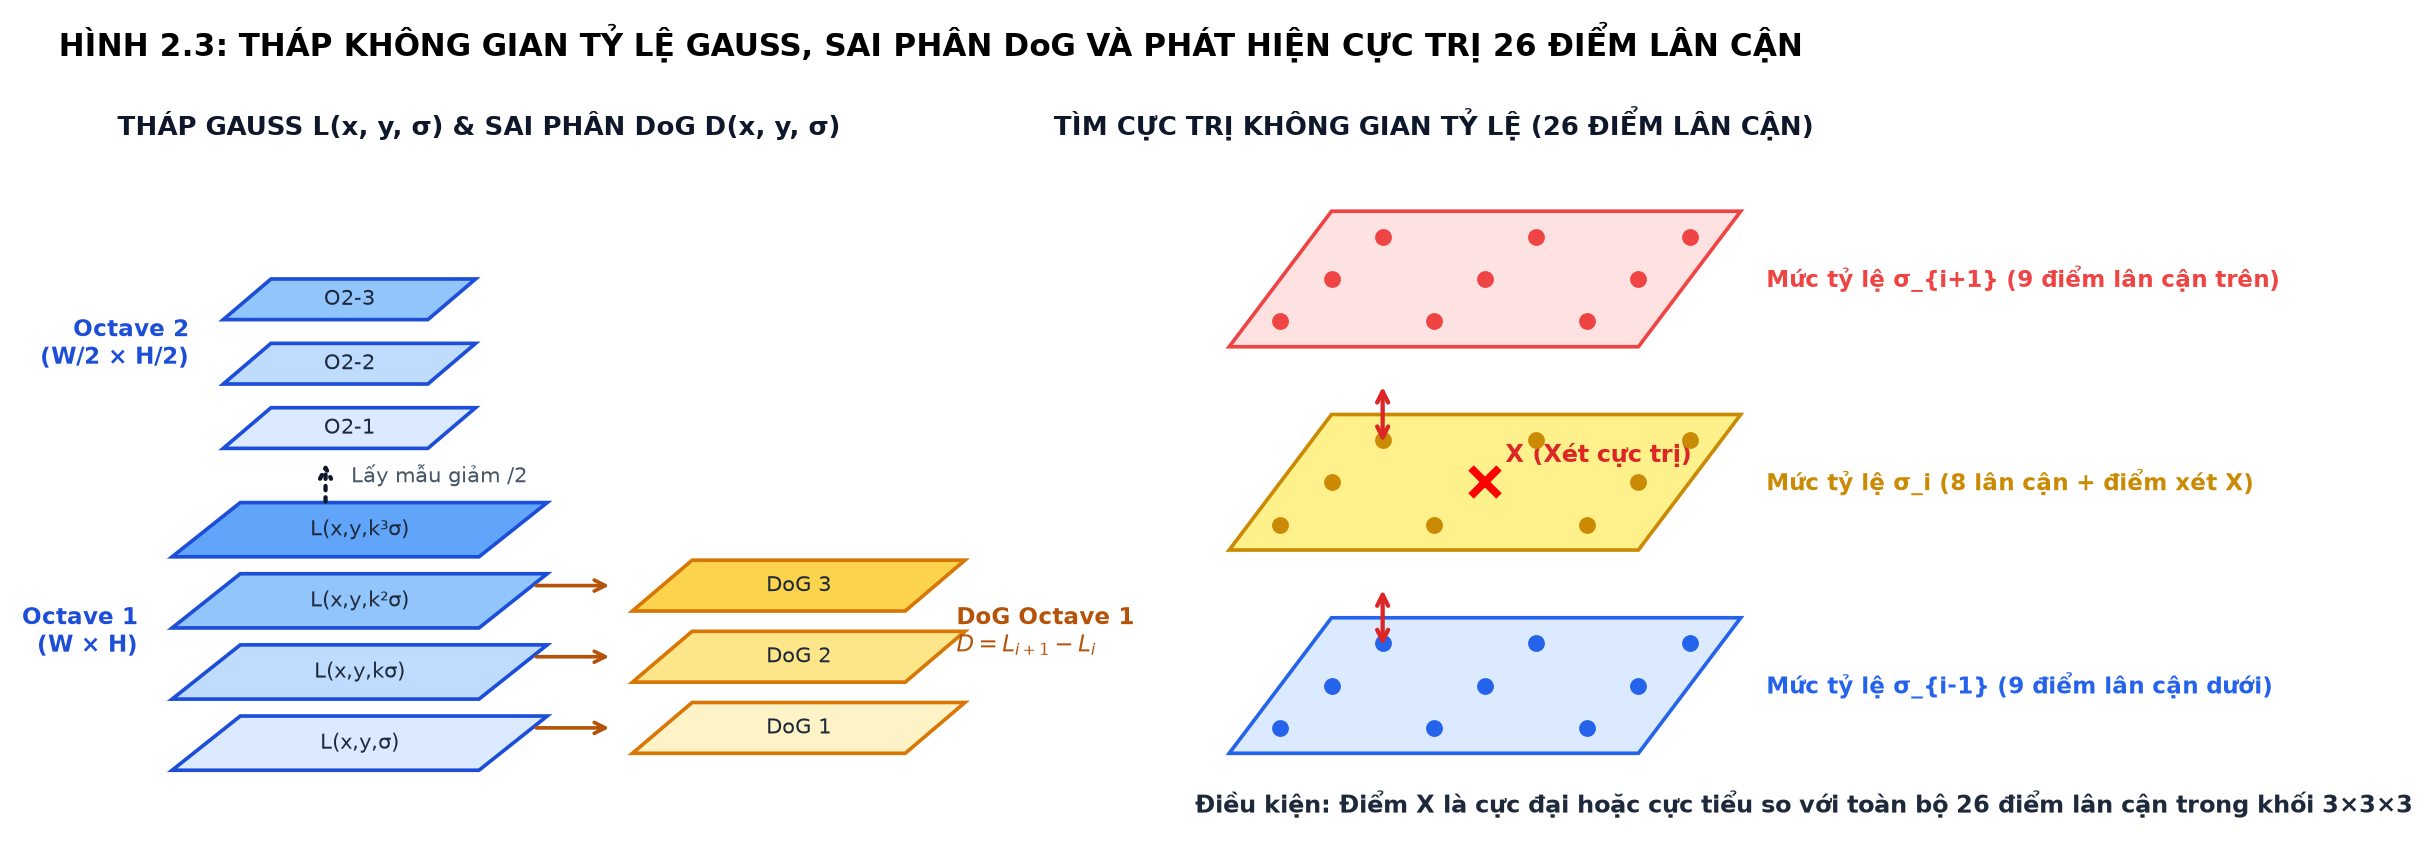 HÌNH 2.3: THÁP KHÔNG GIAN TỶ LỆ GAUSS, SAI PHÂN DoG VÀ PHÁT HIỆN CỰC TRỊ 26 ĐIỂM LÂN CẬN
THÁP GAUSS L(x, y, σ) & SAI PHÂN DoG D(x, y, σ)
O2-3
Octave 2
(W/2 × H/2)
O2-2
O2-1
Lấy mẫu giảm /2
L(x,y,k³σ)
L(x,y,k²σ)
Octave 1
(W × H)
L(x,y,kσ)
L(x,y,σ)
DoG 3
DoG Octave 1
D = L_{i+1} − L_i
DoG 2
DoG 1
TÌM CỰC TRỊ KHÔNG GIAN TỶ LỆ (26 ĐIỂM LÂN CẬN)
Mức tỷ lệ σ_{i+1} (9 điểm lân cận trên)
X (Xét cực trị)
Mức tỷ lệ σ_i (8 lân cận + điểm xét X)
Mức tỷ lệ σ_{i-1} (9 điểm lân cận dưới)
Điều kiện: Điểm X là cực đại hoặc cực tiểu so với toàn bộ 26 điểm lân cận trong khối 3×3×3